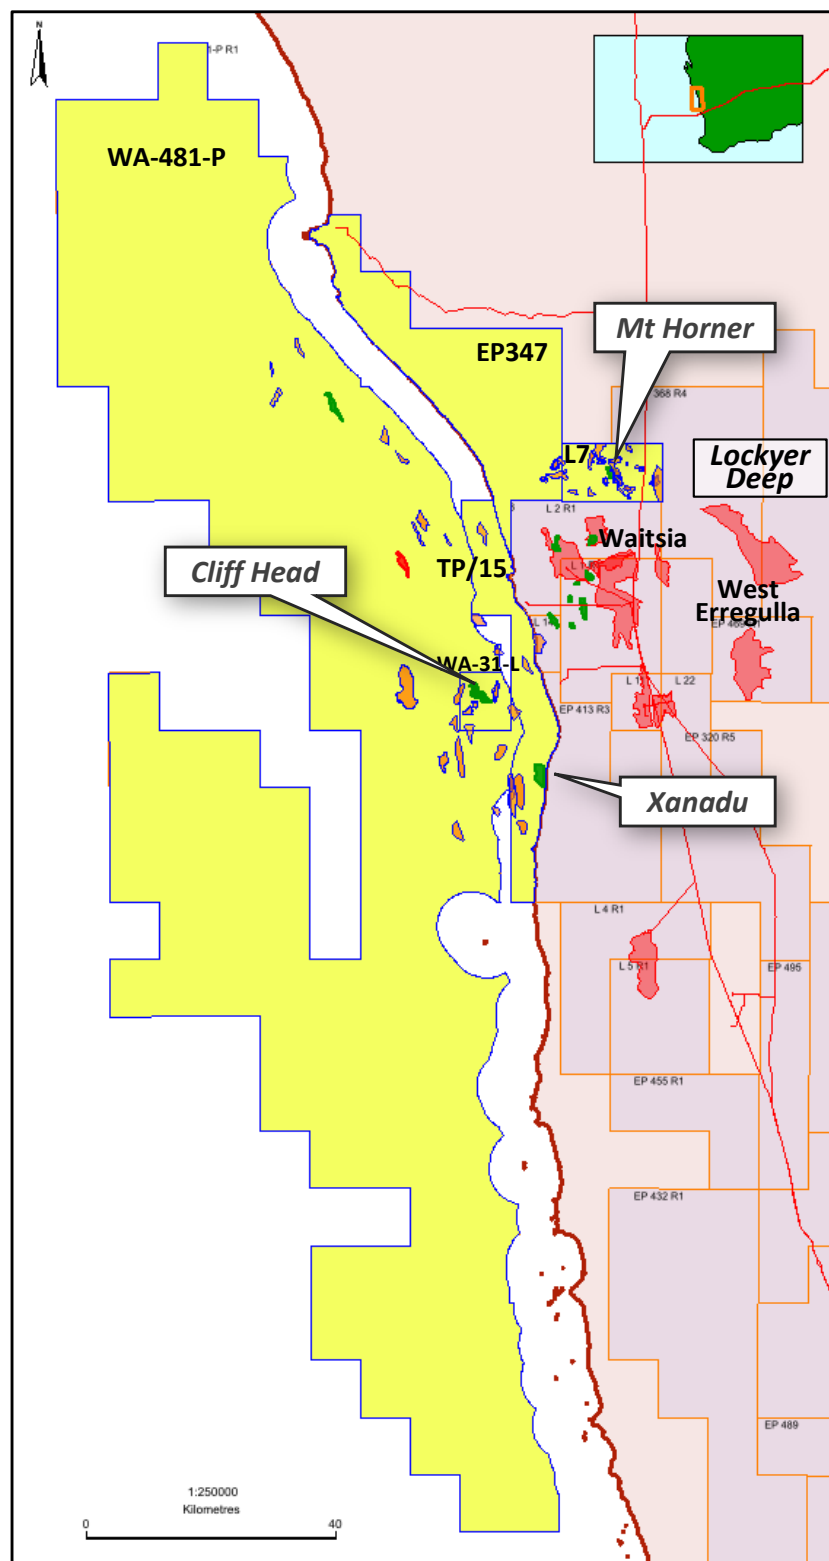 N
1-P R1
WA-481-P
EP347
Mt Horner
368 R4
L7
Lockyer
Deep
L 2 R1
Waitsia
TP/15
Cliff Head
West
Erregulla
WA-31-L
L 22
EP 413 R3
EP 320 R5
Xanadu
L 4 R1
L 5 R1
EP 495
EP 455 R1
EP 432 R1
EP 489
1:250000
Kilometres
0
40